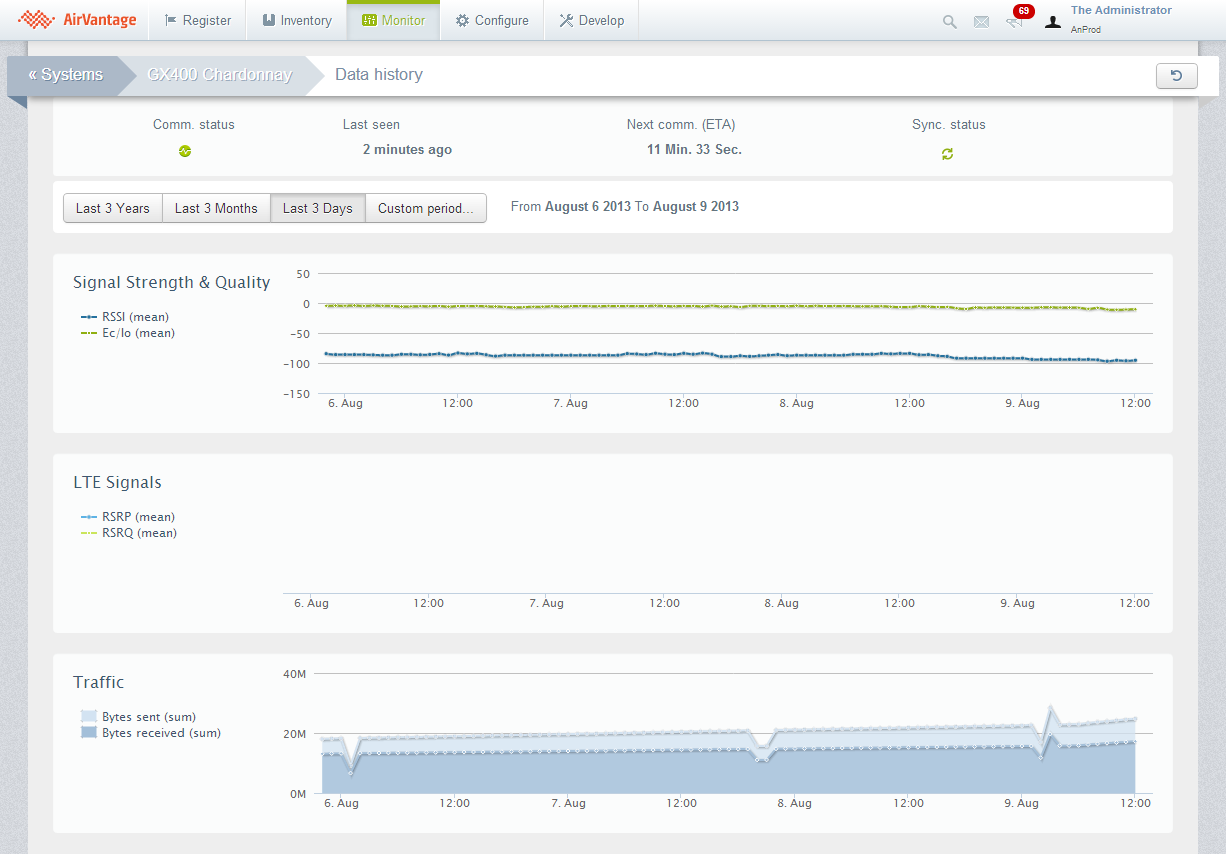 AirVantage Register Inventory Monitor Configure Develop 69 The Administrator
AnProd
« Systems GX400 Chardonnay Data history
Comm. status Last seen Next comm. (ETA) Sync. status
2 minutes ago 11 Min. 33 Sec.
Last 3 Years Last 3 Months Last 3 Days Custom period... From August 6 2013 To August 9 2013
Signal Strength & Quality
RSSI (mean)
Ec/Io (mean)
50
0
−50
−100
−150
6. Aug 12:00 7. Aug 12:00 8. Aug 12:00 9. Aug 12:00
LTE Signals
RSRP (mean)
RSRQ (mean)
6. Aug 12:00 7. Aug 12:00 8. Aug 12:00 9. Aug 12:00
Traffic
Bytes sent (sum)
Bytes received (sum)
40M
20M
0M
6. Aug 12:00 7. Aug 12:00 8. Aug 12:00 9. Aug 12:00